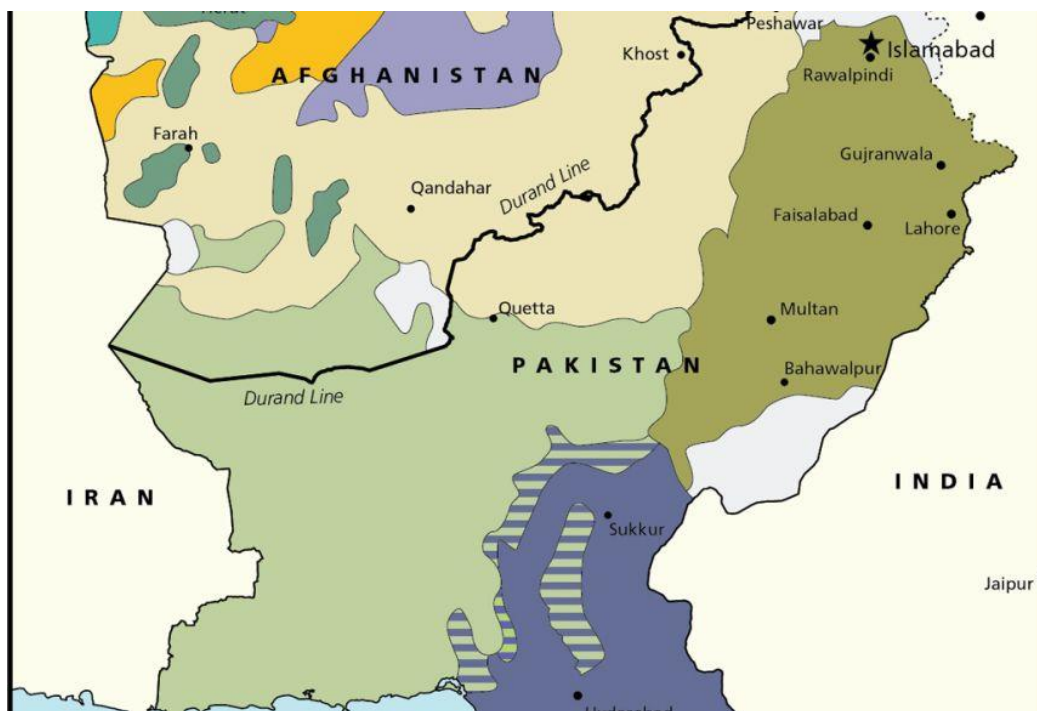 Peshawar
Islamabad
Khost
AFGHANISTAN
Rawalpindi
Farah
Gujranwala
Durand Line
Qandahar
Faisalabad
Lahore
Quetta
Multan
PAKISTAN
Bahawalpur
Durand Line
IRAN
INDIA
Sukkur
Jaipur